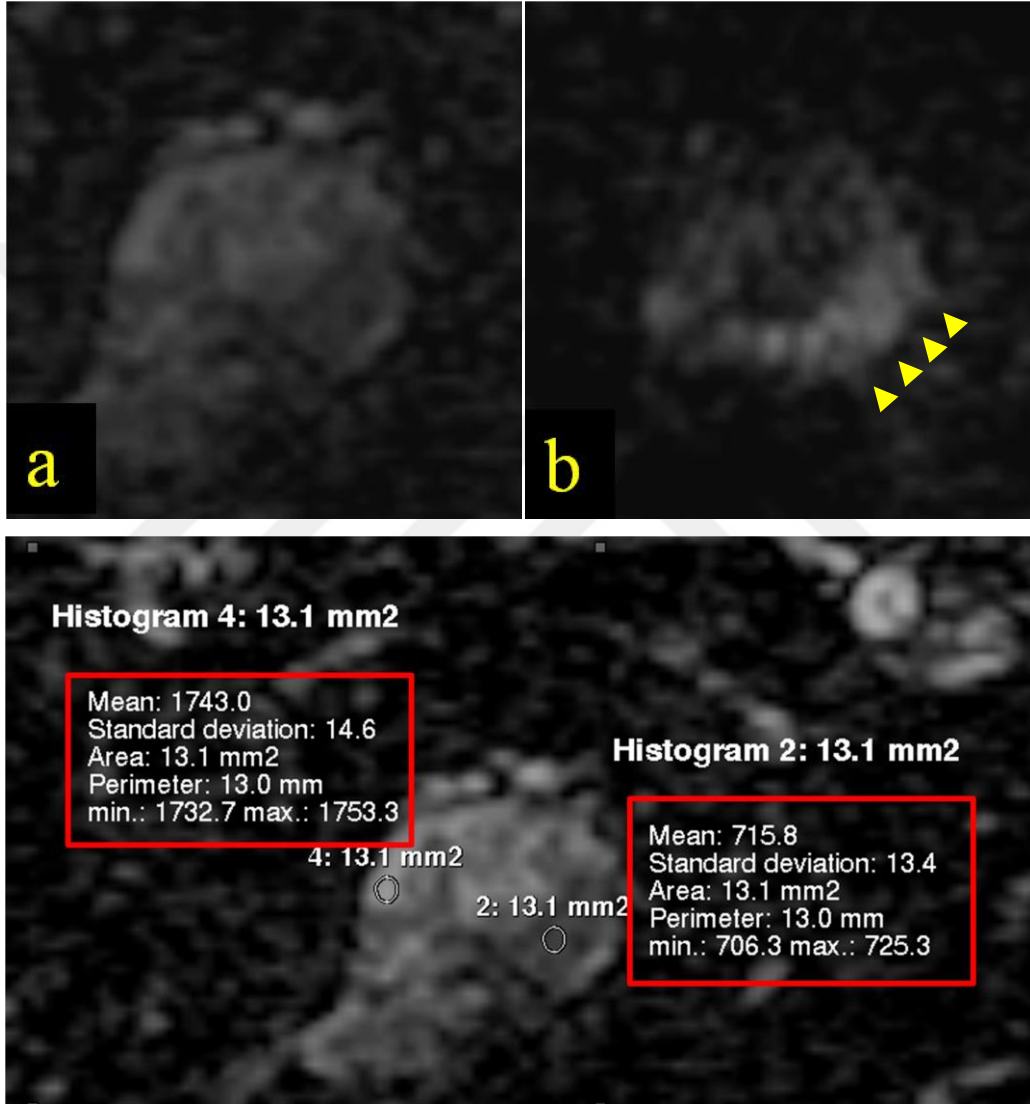 a
b
Histogram 4: 13.1 mm2
Mean: 1743.0
Standard deviation: 14.6
Area: 13.1 mm2
Perimeter: 13.0 mm
min.: 1732.7 max.: 1753.3
4: 13.1 mm2
Histogram 2: 13.1 mm2
Mean: 715.8
Standard deviation: 13.4
Area: 13.1 mm2
Perimeter: 13.0 mm
min.: 706.3 max.: 725.3
2: 13.1 mm2